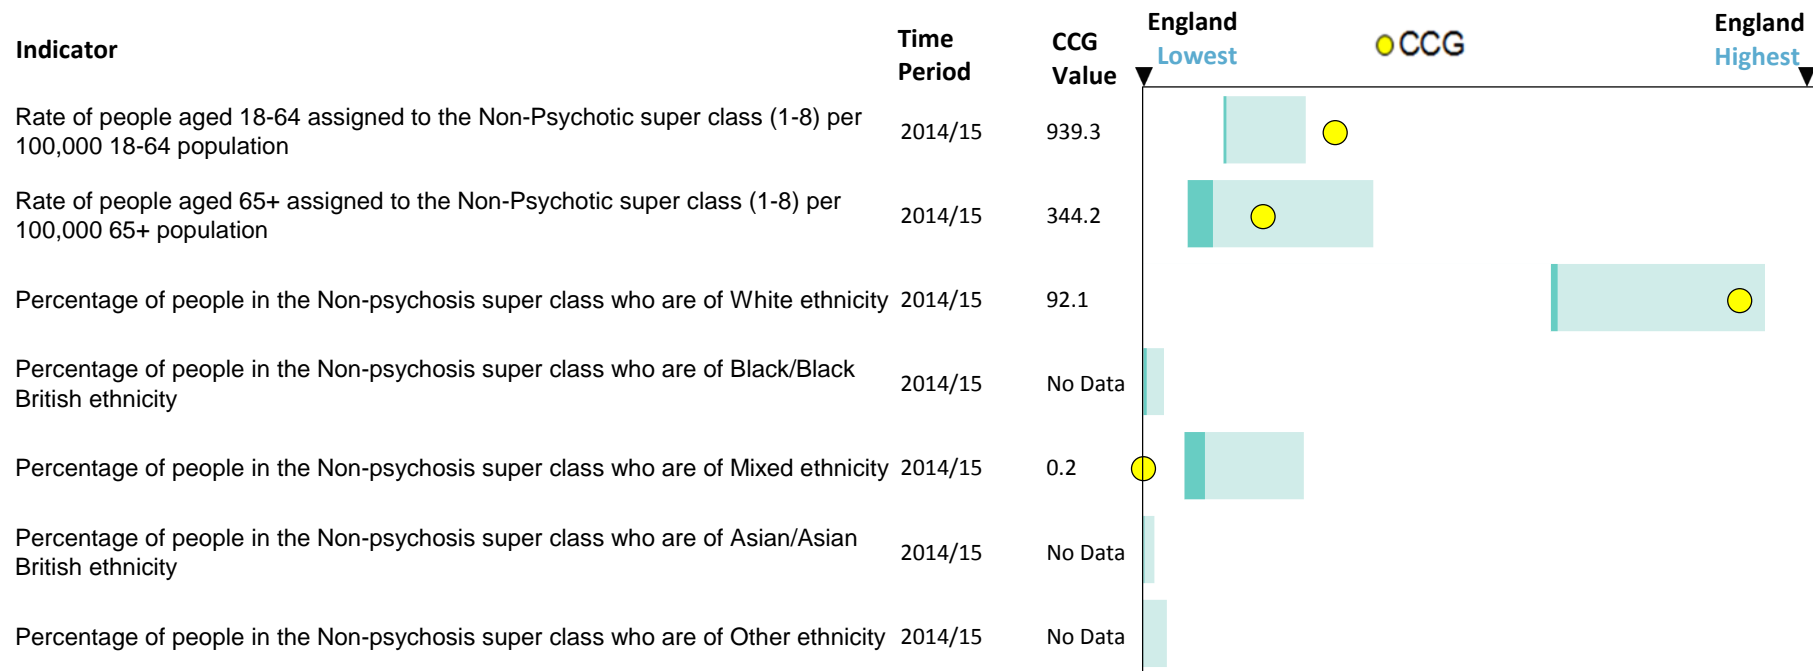 Indicator
Time
Period
CCG
Value
England
Lowest
CCG
England
Highest
Rate of people aged 18-64 assigned to the Non-Psychotic super class (1-8) per
100,000 18-64 population
2014/15
939.3
Rate of people aged 65+ assigned to the Non-Psychotic super class (1-8) per
100,000 65+ population
2014/15
344.2
Percentage of people in the Non-psychosis super class who are of White ethnicity
2014/15
92.1
Percentage of people in the Non-psychosis super class who are of Black/Black
British ethnicity
2014/15
No Data
Percentage of people in the Non-psychosis super class who are of Mixed ethnicity
2014/15
0.2
Percentage of people in the Non-psychosis super class who are of Asian/Asian
British ethnicity
2014/15
No Data
Percentage of people in the Non-psychosis super class who are of Other ethnicity
2014/15
No Data